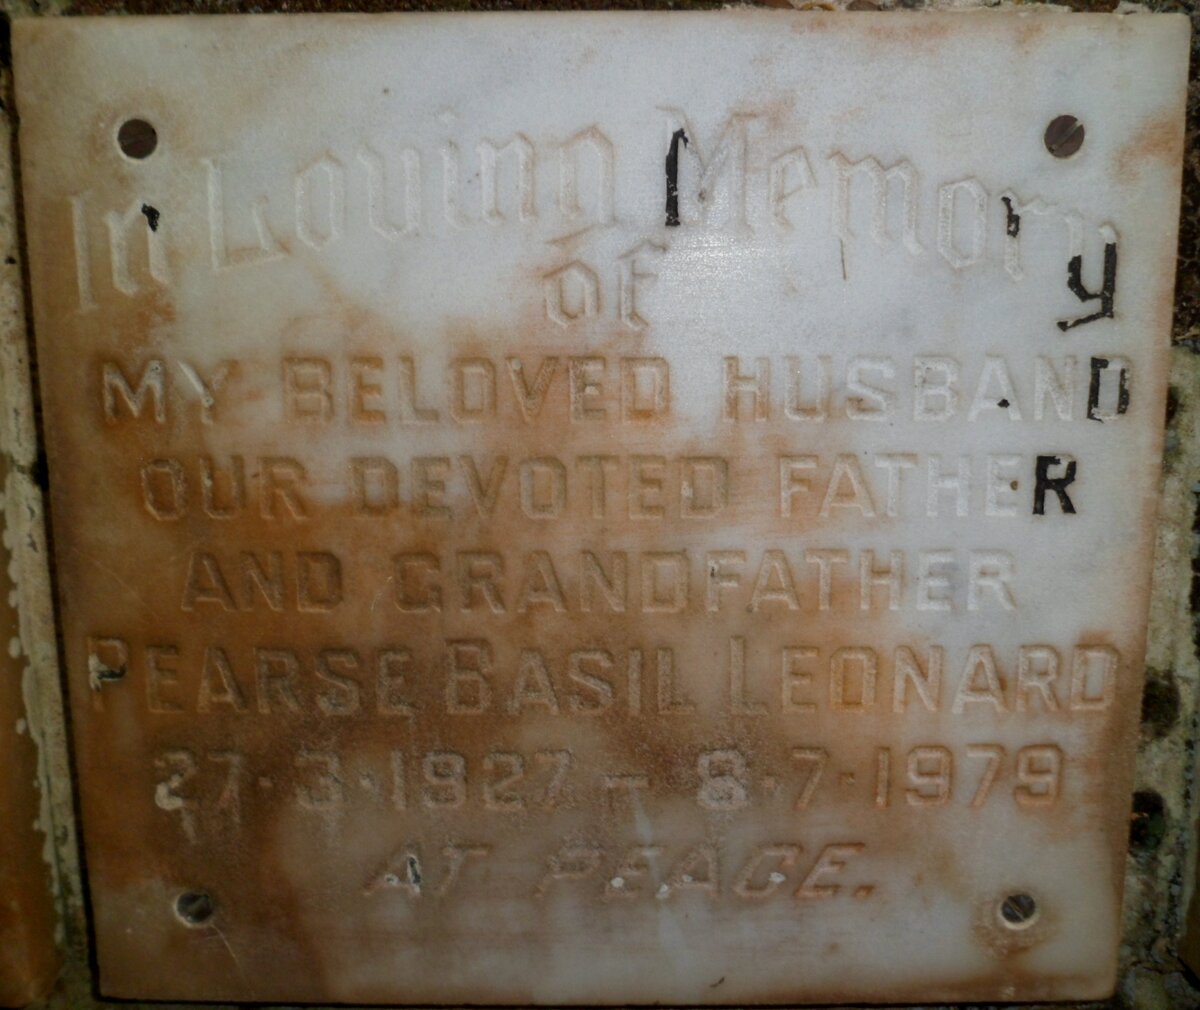 In Loving Memory
of
MY BELOVED HUSBAND
OUR DEVOTED FATHER
AND GRANDFATHER
PEARSE BASIL LEONARD
27·3·1927 – 8·7·1979
AT PEACE.